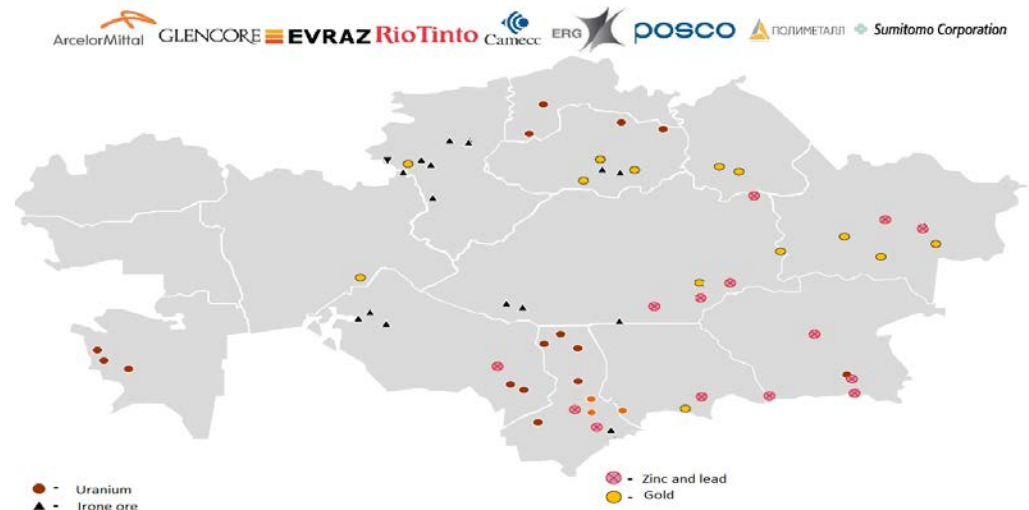 ArcelorMittal GLENCORE EVRAZ RioTinto Cameco ERG posco ПОЛИМЕТАЛЛ Sumitomo Corporation
- Uranium
- Irone ore
- Zinc and lead
- Gold